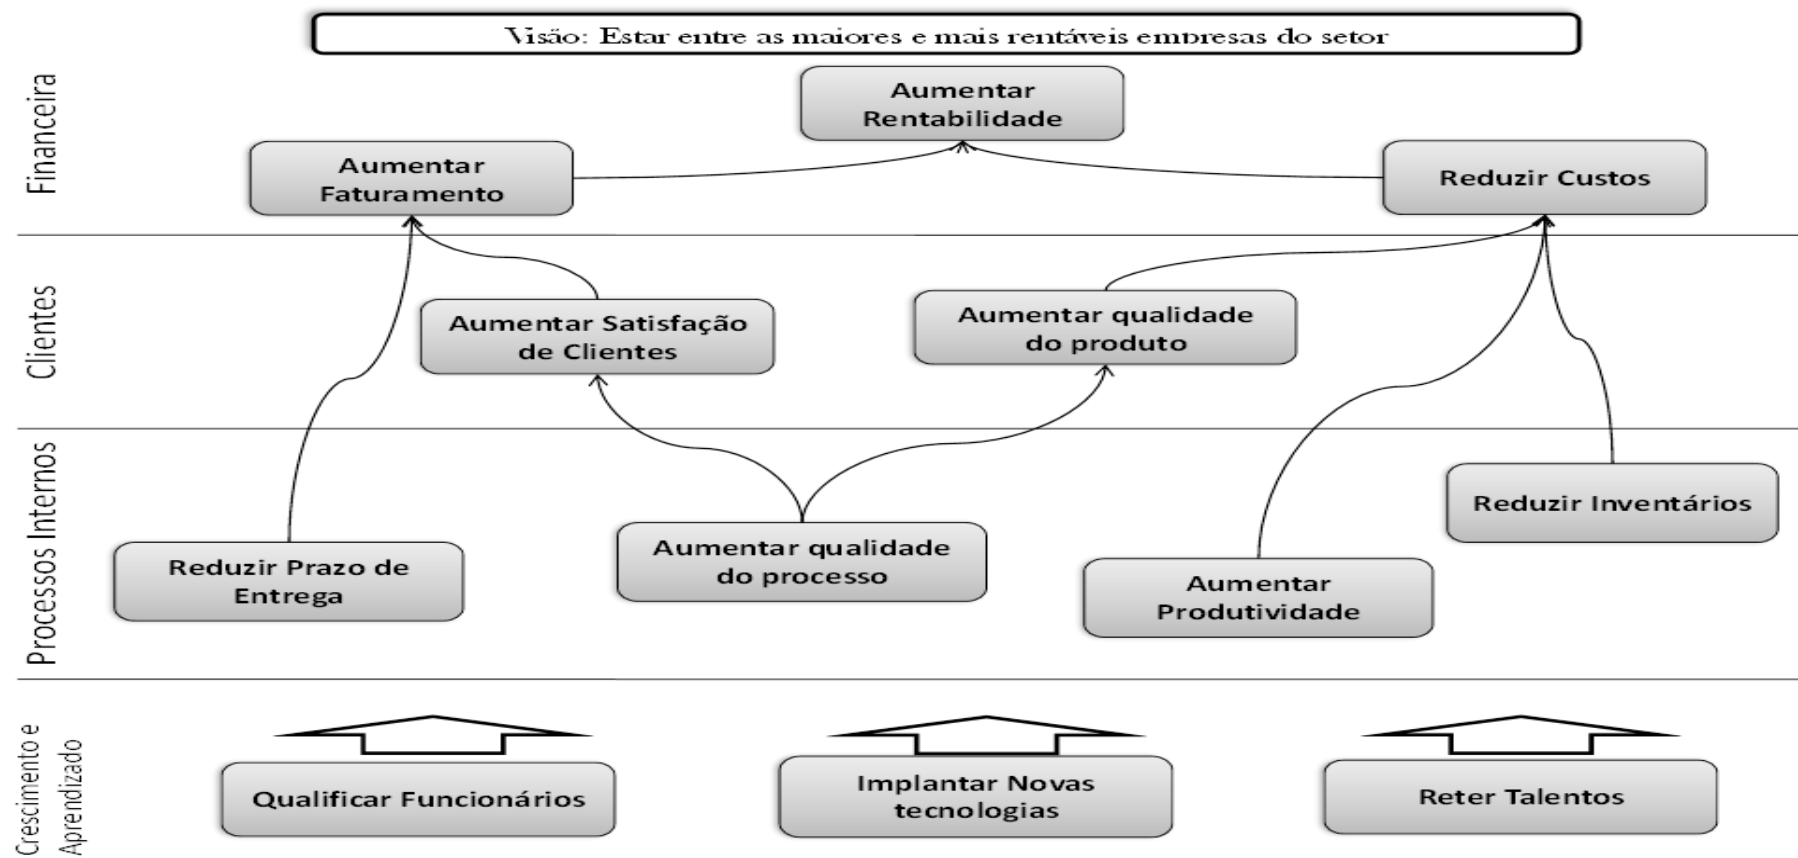 Visão: Estar entre as maiores e mais rentáveis empresas do setor
Financeira
Aumentar
Rentabilidade
Aumentar
Faturamento
Reduzir Custos
Clientes
Aumentar Satisfação
de Clientes
Aumentar qualidade
do produto
Processos Internos
Reduzir Prazo de
Entrega
Aumentar qualidade
do processo
Aumentar
Produtividade
Reduzir Inventários
Crescimento e
Aprendizado
Qualificar Funcionários
Implantar Novas
tecnologias
Reter Talentos